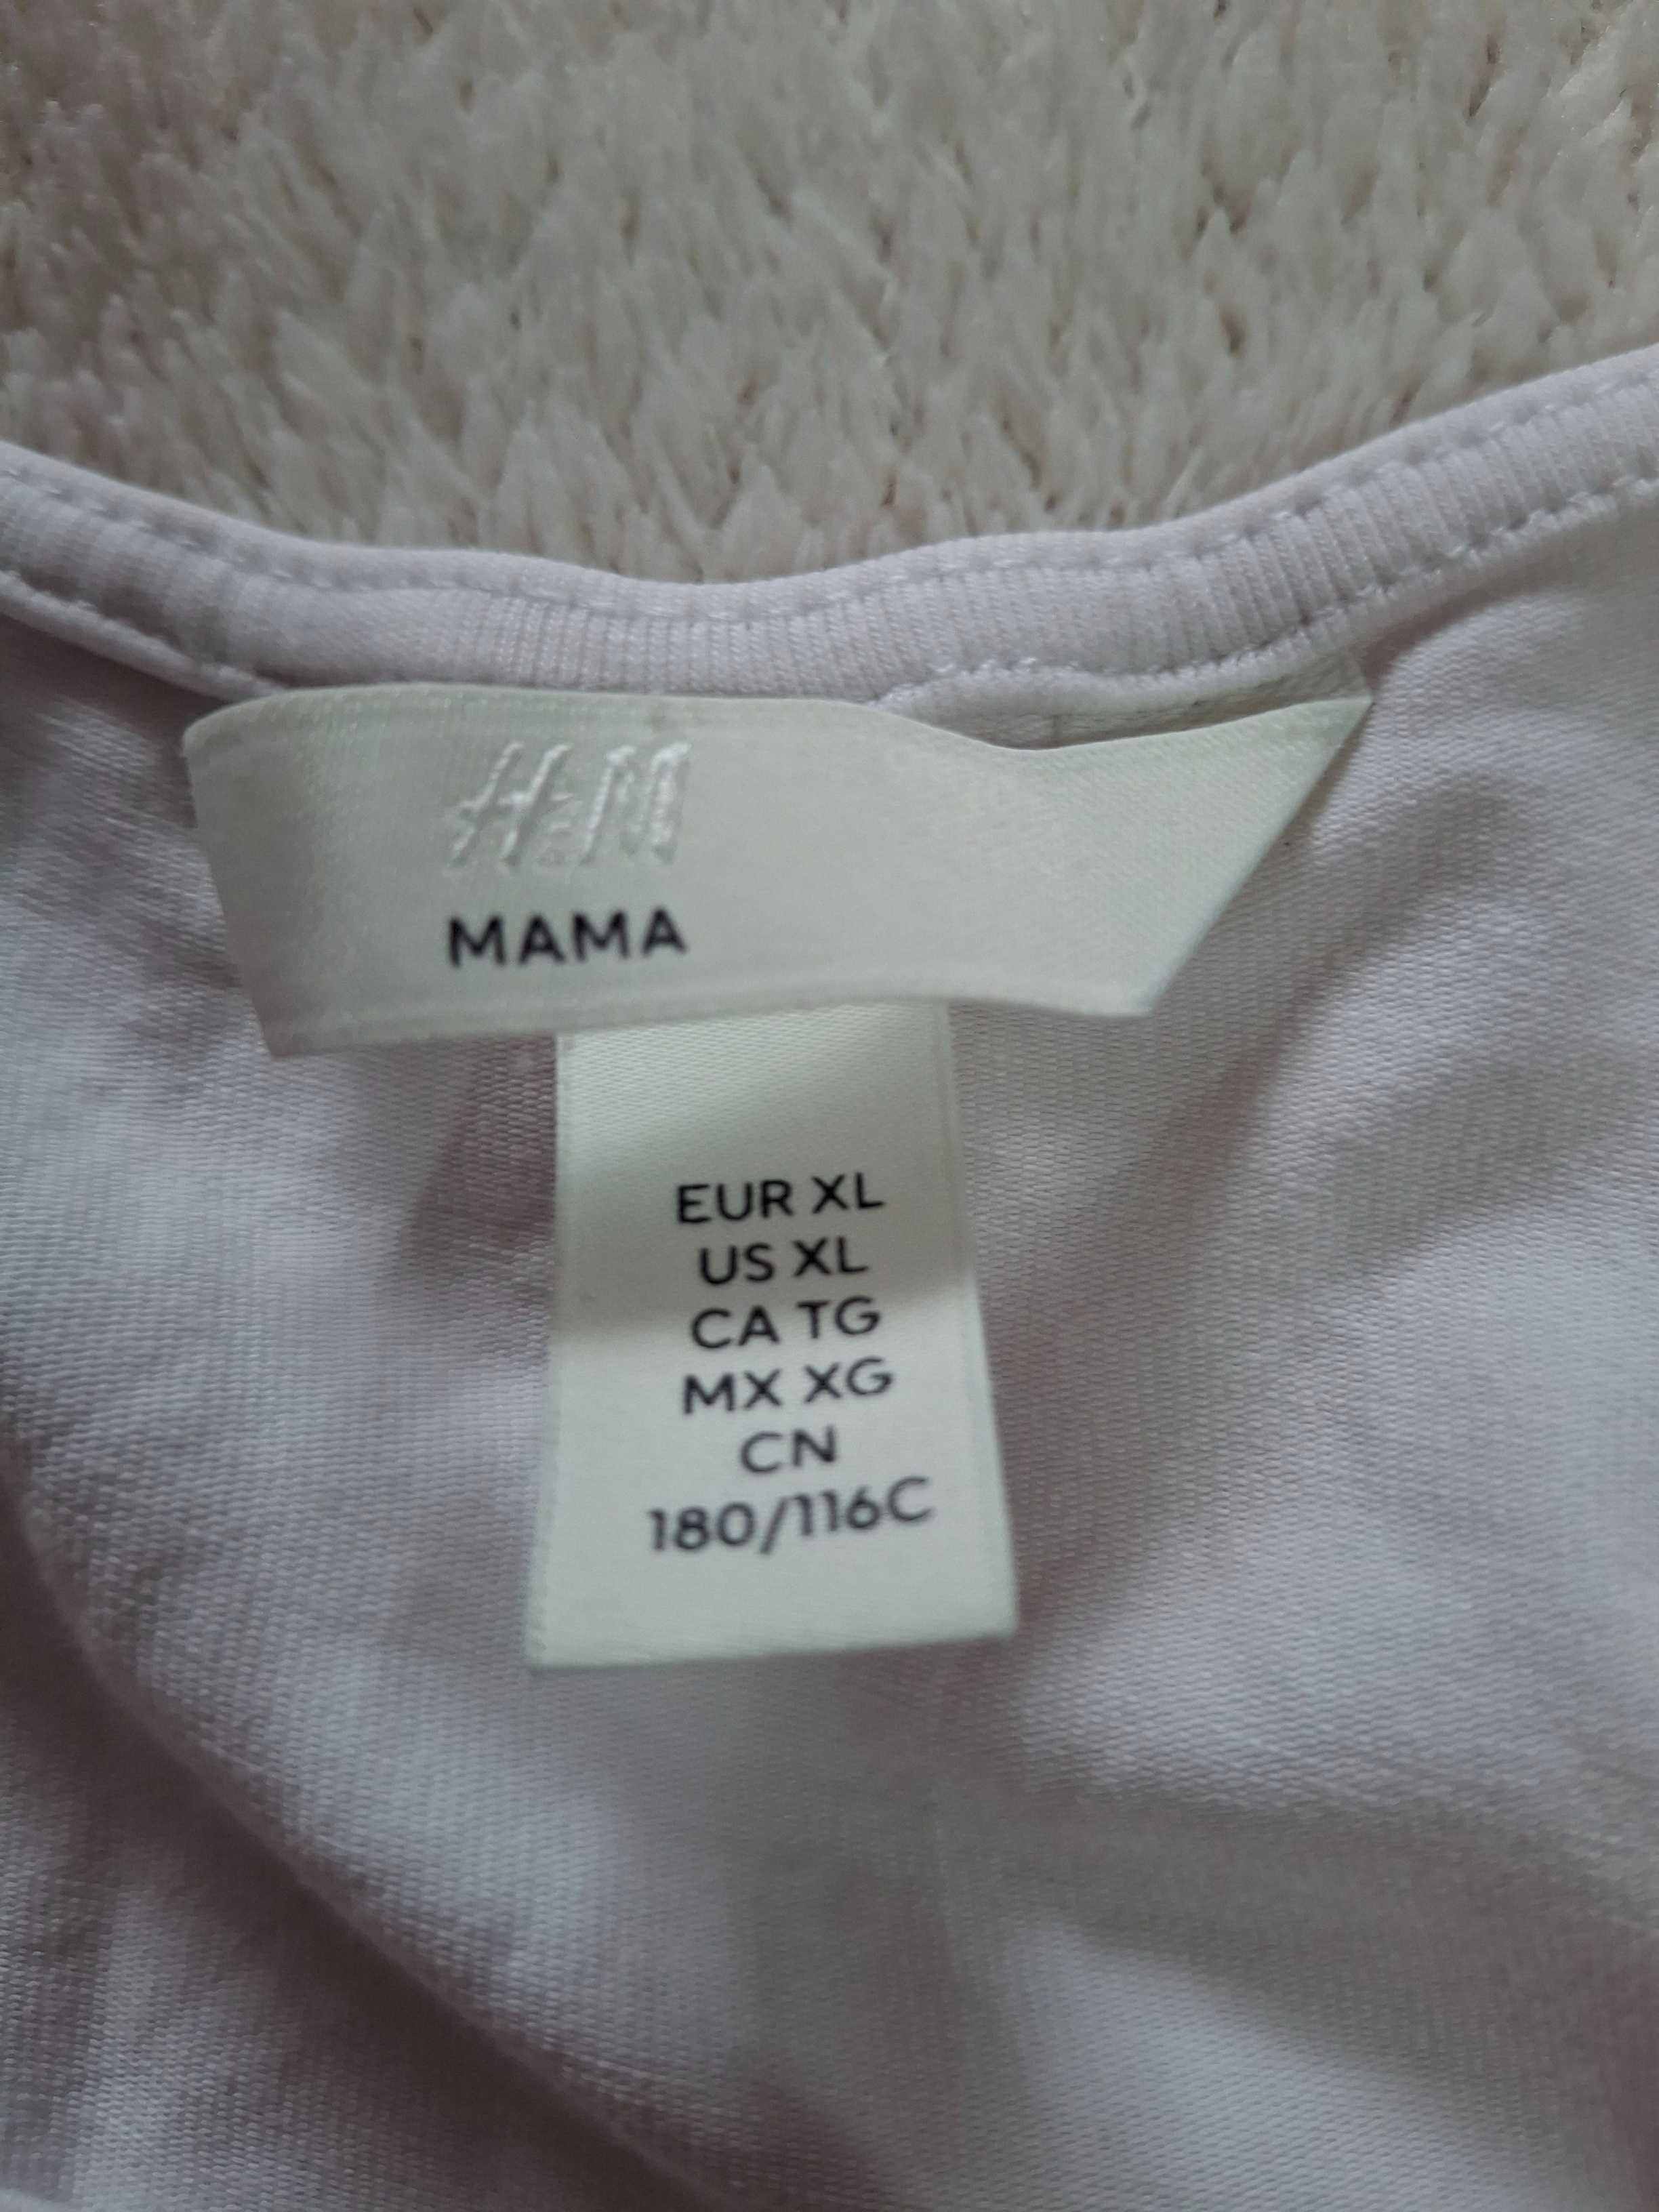 H&M
MAMA
EUR XL
US XL
CA TG
MX XG
CN
180/116C